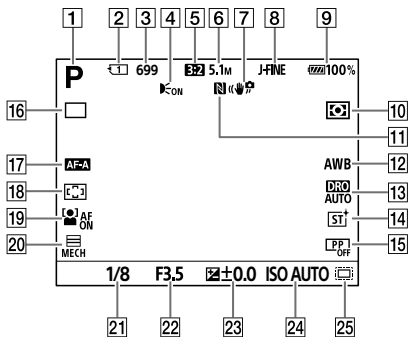 1 2 3 4 5 6 7 8 9
P 1 699 3:2 5.1M J-FINE 100%
ON N
16 10
11
17 AF-A AWB 12
18 DRO AUTO 13
19 AF ON ST 14
20 MECH PP OFF 15
1/8 F3.5 ±0.0 ISO AUTO
21 22 23 24 25